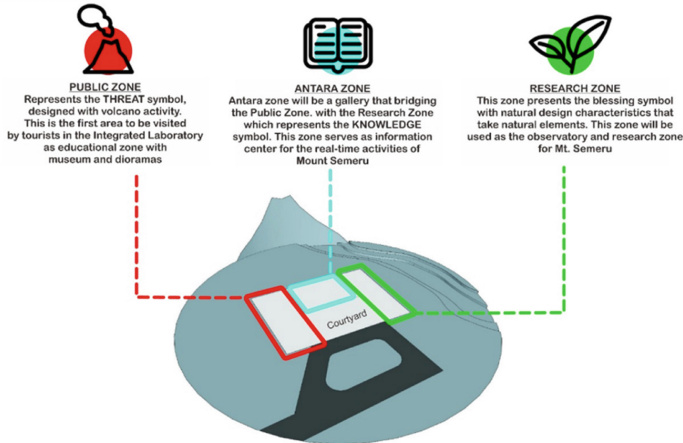 PUBLIC ZONE
Represents the THREAT symbol,
designed with volcano activity.
This is the first area to be visited
by tourists in the Integrated Laboratory
as educational zone with
museum and dioramas
ANTARA ZONE
Antara zone will be a gallery that bridging
the Public Zone. with the Research Zone
which represents the KNOWLEDGE
symbol. This zone serves as information
center for the real-time activities of
Mount Semeru
RESEARCH ZONE
This zone presents the blessing symbol
with natural design characteristics that
take natural elements. This zone will be
used as the observatory and research zone
for Mt. Semeru
Courtyard